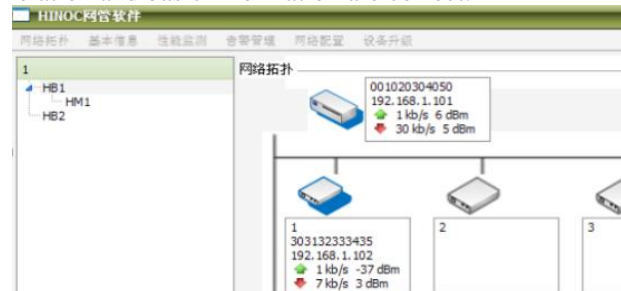 HINOC网管软件
网络拓扑 基本信息 性能监测 告警管理 网络配置 设备升级
1
HB1
HM1
HB2
网络拓扑
001020304050
192.168.1.101
1 kb/s 6 dBm
30 kb/s 5 dBm
1
303132333435
192.168.1.102
1 kb/s -37 dBm
7 kb/s 3 dBm
2
3